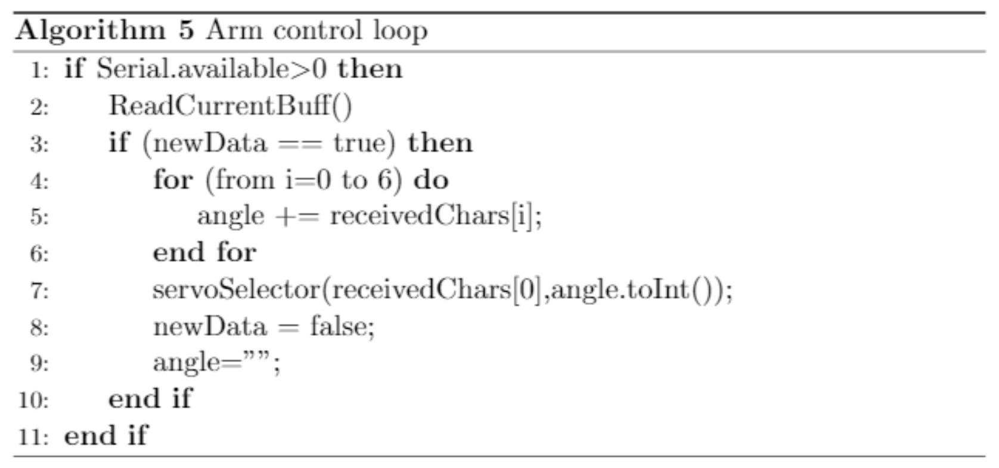 Algorithm 5 Arm control loop
1: if Serial.available>0 then
2: ReadCurrentBuff()
3: if (newData == true) then
4: for (from i=0 to 6) do
5: angle += receivedChars[i];
6: end for
7: servoSelector(receivedChars[0],angle.toInt());
8: newData = false;
9: angle=””;
10: end if
11: end if